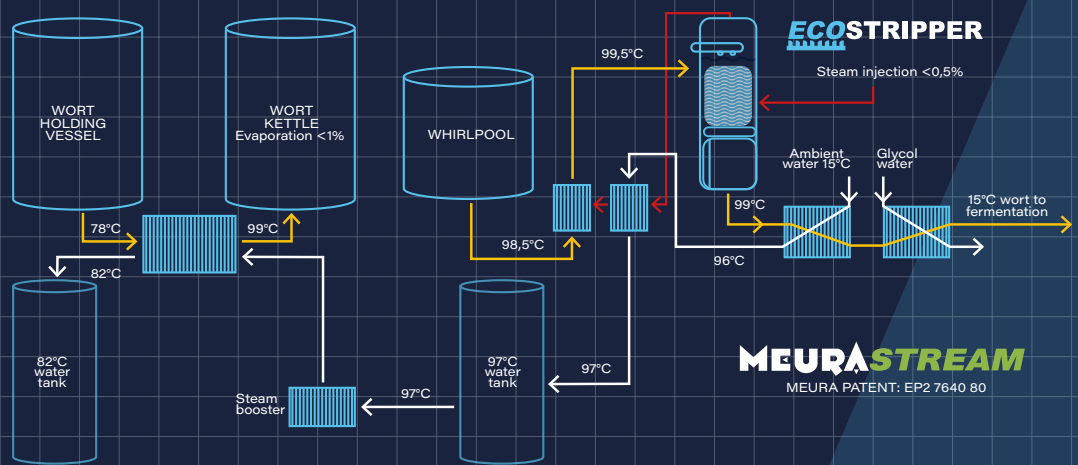 ECOSTRIPPER
Steam injection <0,5%
99,5°C
WORT
HOLDING
VESSEL
WORT
KETTLE
Evaporation <1%
WHIRLPOOL
Ambient
water 15°C
Glycol
water
15°C wort to
fermentation
78°C
99°C
98,5°C
99°C
96°C
82°C
82°C
water
tank
97°C
water
tank
97°C
97°C
Steam
booster
MEURASTREAM
MEURA PATENT: EP2 7640 80